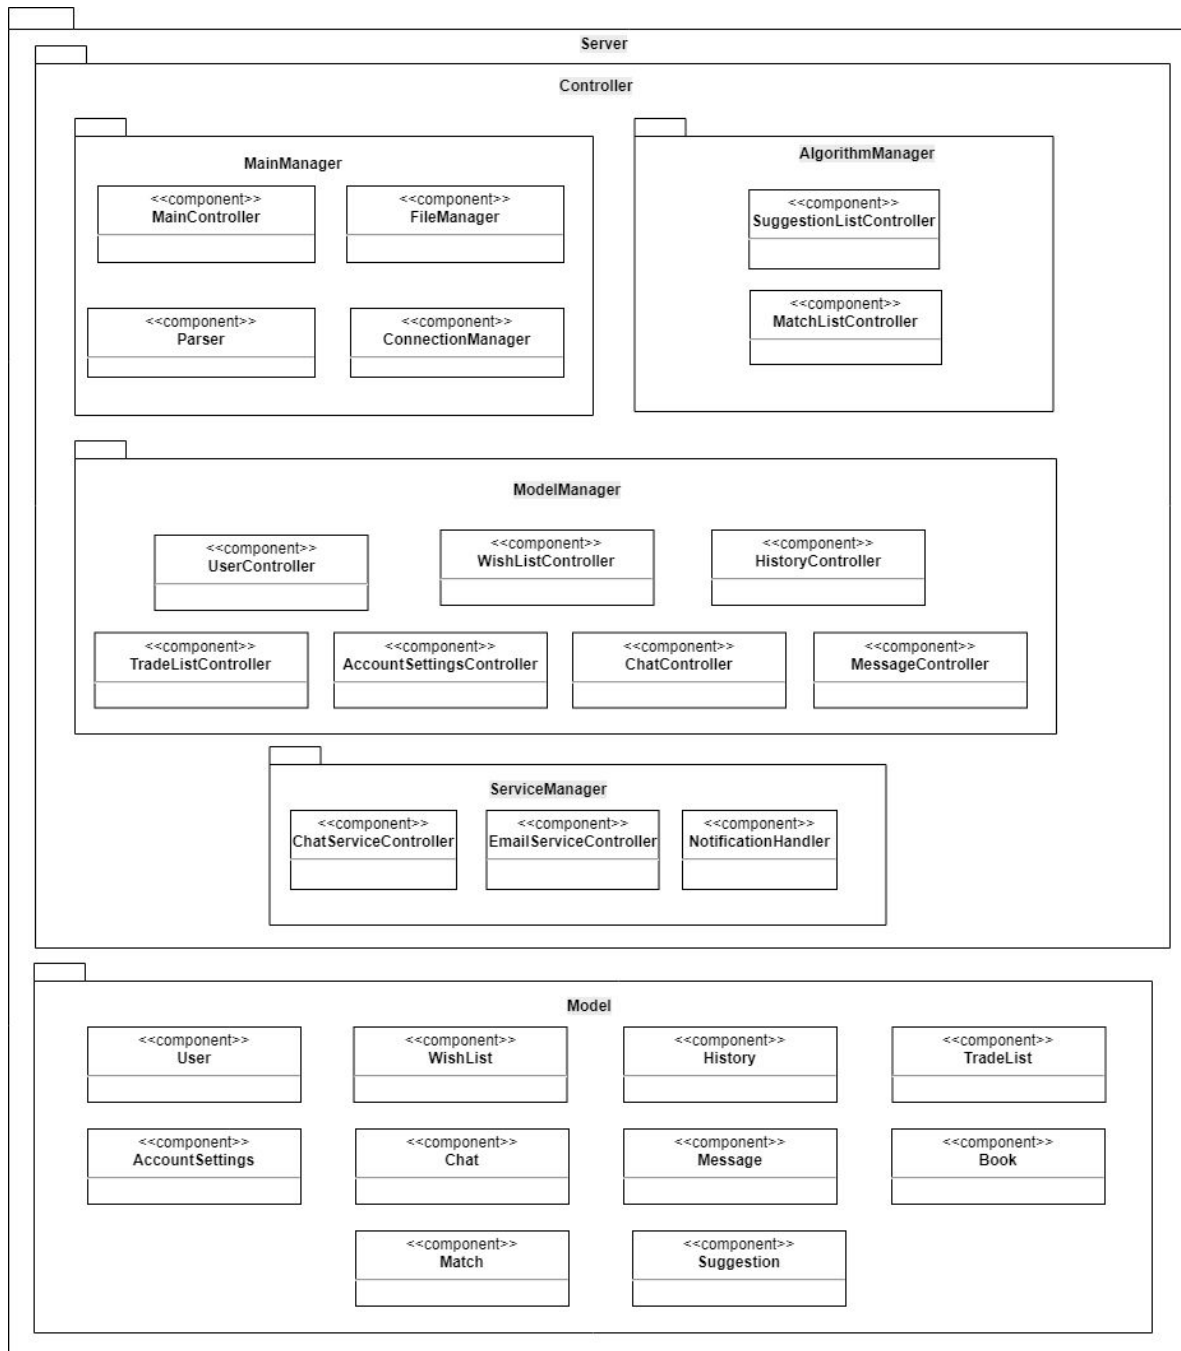 Server
Controller
MainManager
<<component>>
MainController
<<component>>
FileManager
<<component>>
Parser
<<component>>
ConnectionManager
AlgorithmManager
<<component>>
SuggestionListController
<<component>>
MatchListController
ModelManager
<<component>>
UserController
<<component>>
WishListController
<<component>>
HistoryController
<<component>>
TradeListController
<<component>>
AccountSettingsController
<<component>>
ChatController
<<component>>
MessageController
ServiceManager
<<component>>
ChatServiceController
<<component>>
EmailServiceController
<<component>>
NotificationHandler
Model
<<component>>
User
<<component>>
WishList
<<component>>
History
<<component>>
TradeList
<<component>>
AccountSettings
<<component>>
Chat
<<component>>
Message
<<component>>
Book
<<component>>
Match
<<component>>
Suggestion